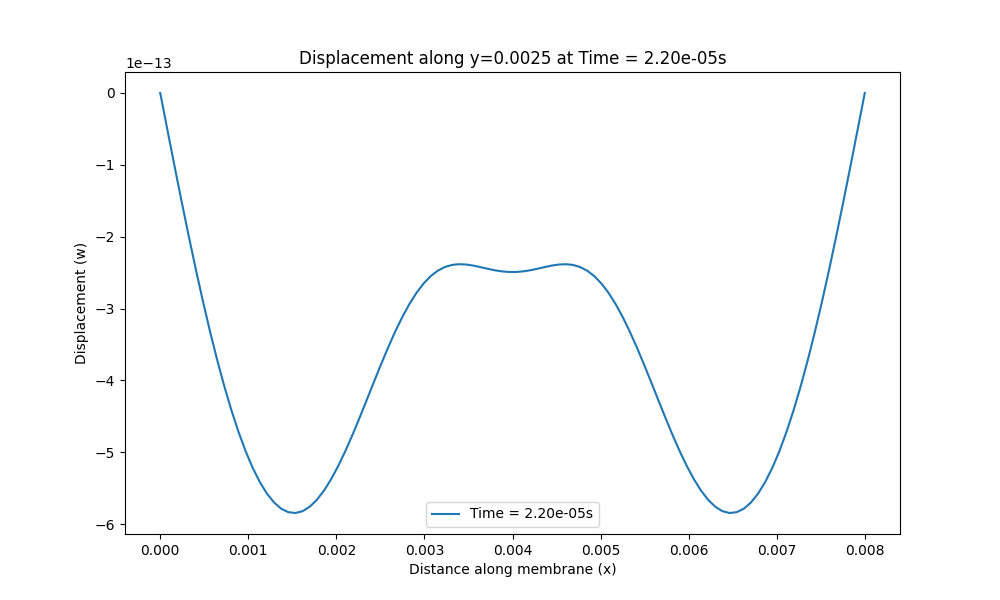 Displacement along y=0.0025 at Time = 2.20e-05s
1e−13
0
−1
−2
−3
−4
−5
−6
Displacement (w)
Time = 2.20e-05s
0.000 0.001 0.002 0.003 0.004 0.005 0.006 0.007 0.008
Distance along membrane (x)